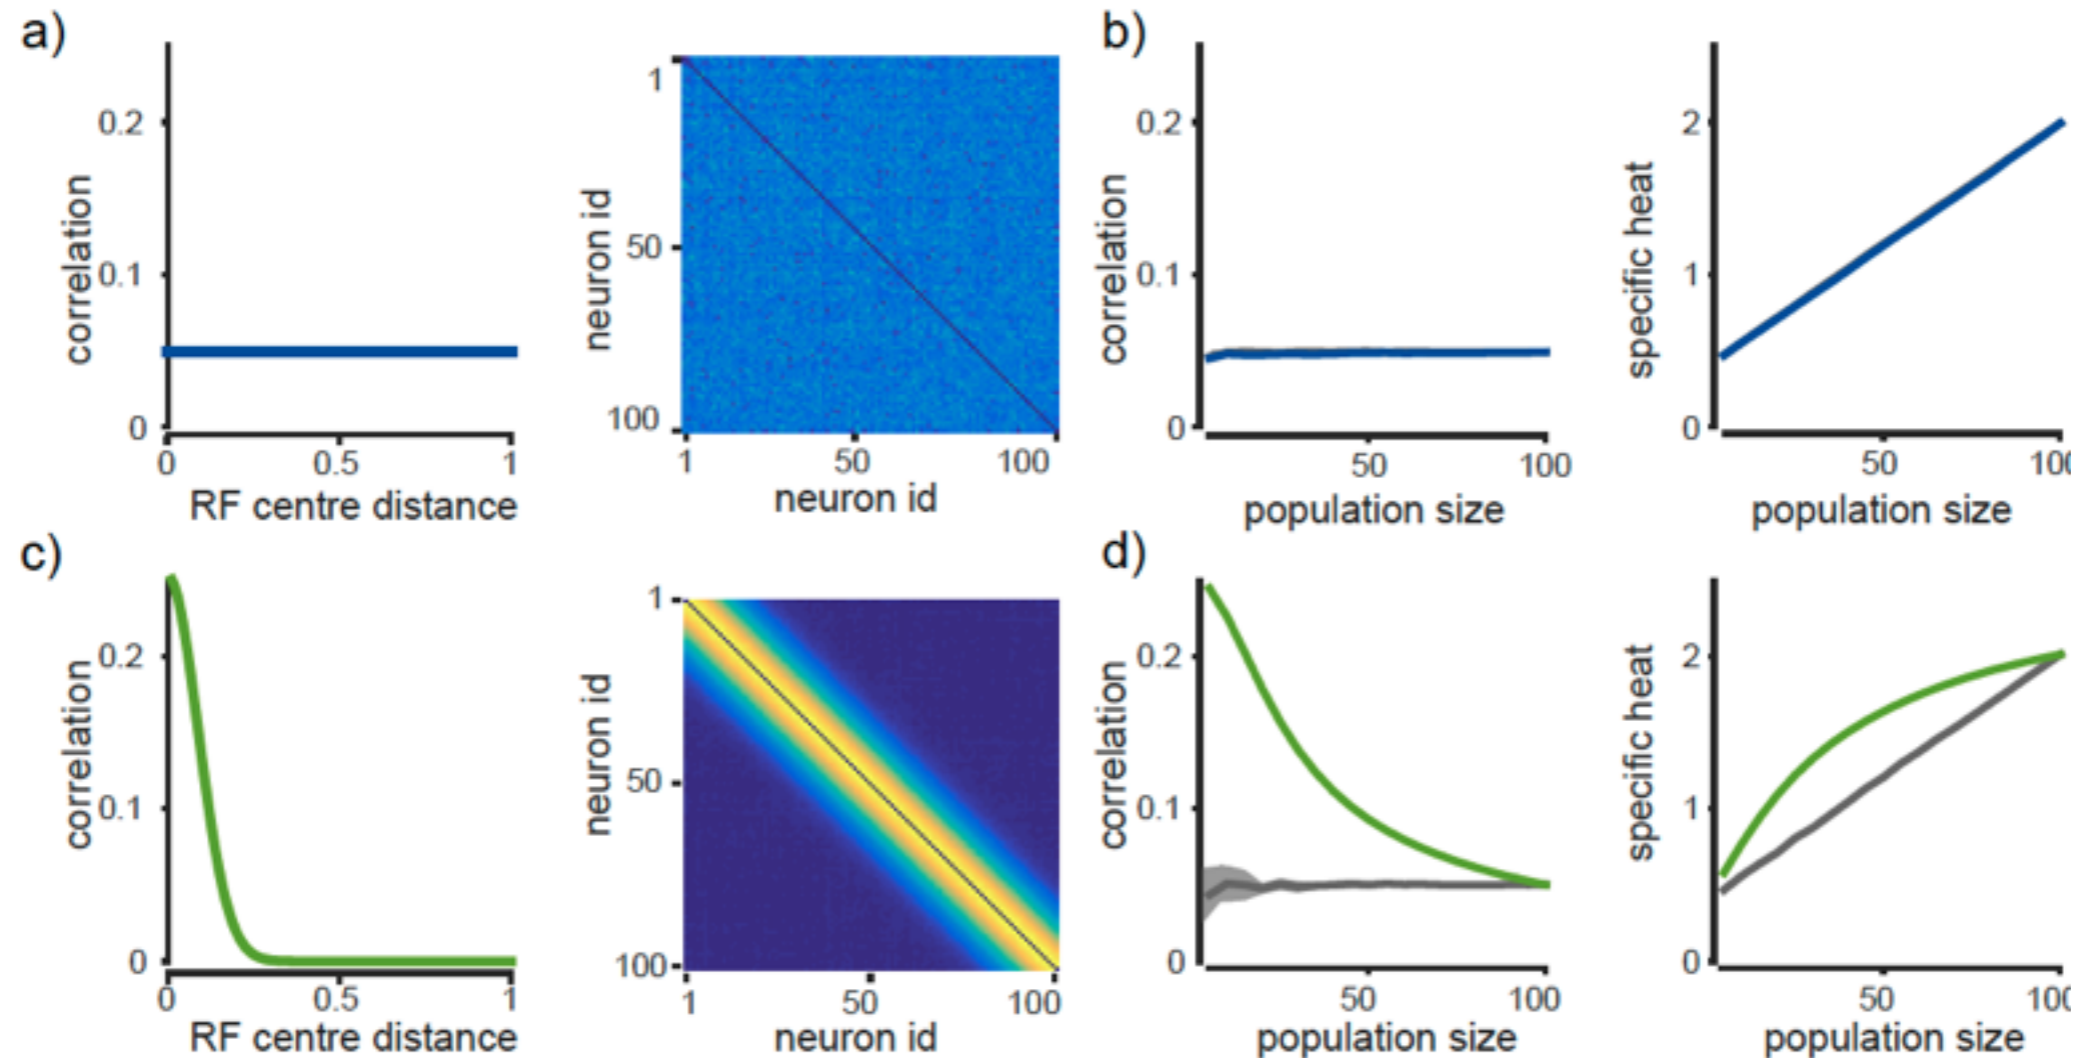 a)
correlation
0.2
0.1
0
0
0.5
1
RF centre distance
neuron id
1
50
100
1
50
100
neuron id
b)
correlation
0.2
0.1
0
50
100
population size
specific heat
2
1
0
50
100
population size
c)
correlation
0.2
0.1
0
0
0.5
1
RF centre distance
neuron id
1
50
100
1
50
100
neuron id
d)
correlation
0.2
0.1
0
50
100
population size
specific heat
2
1
0
50
100
population size